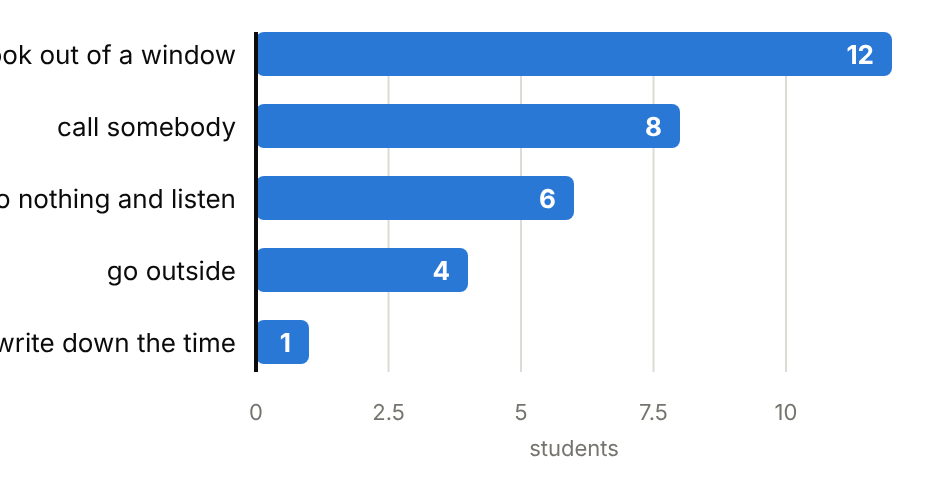 out of a window
12
call somebody
8
nothing and listen
6
go outside
4
write down the time
1
0 2.5 5 7.5 10
students